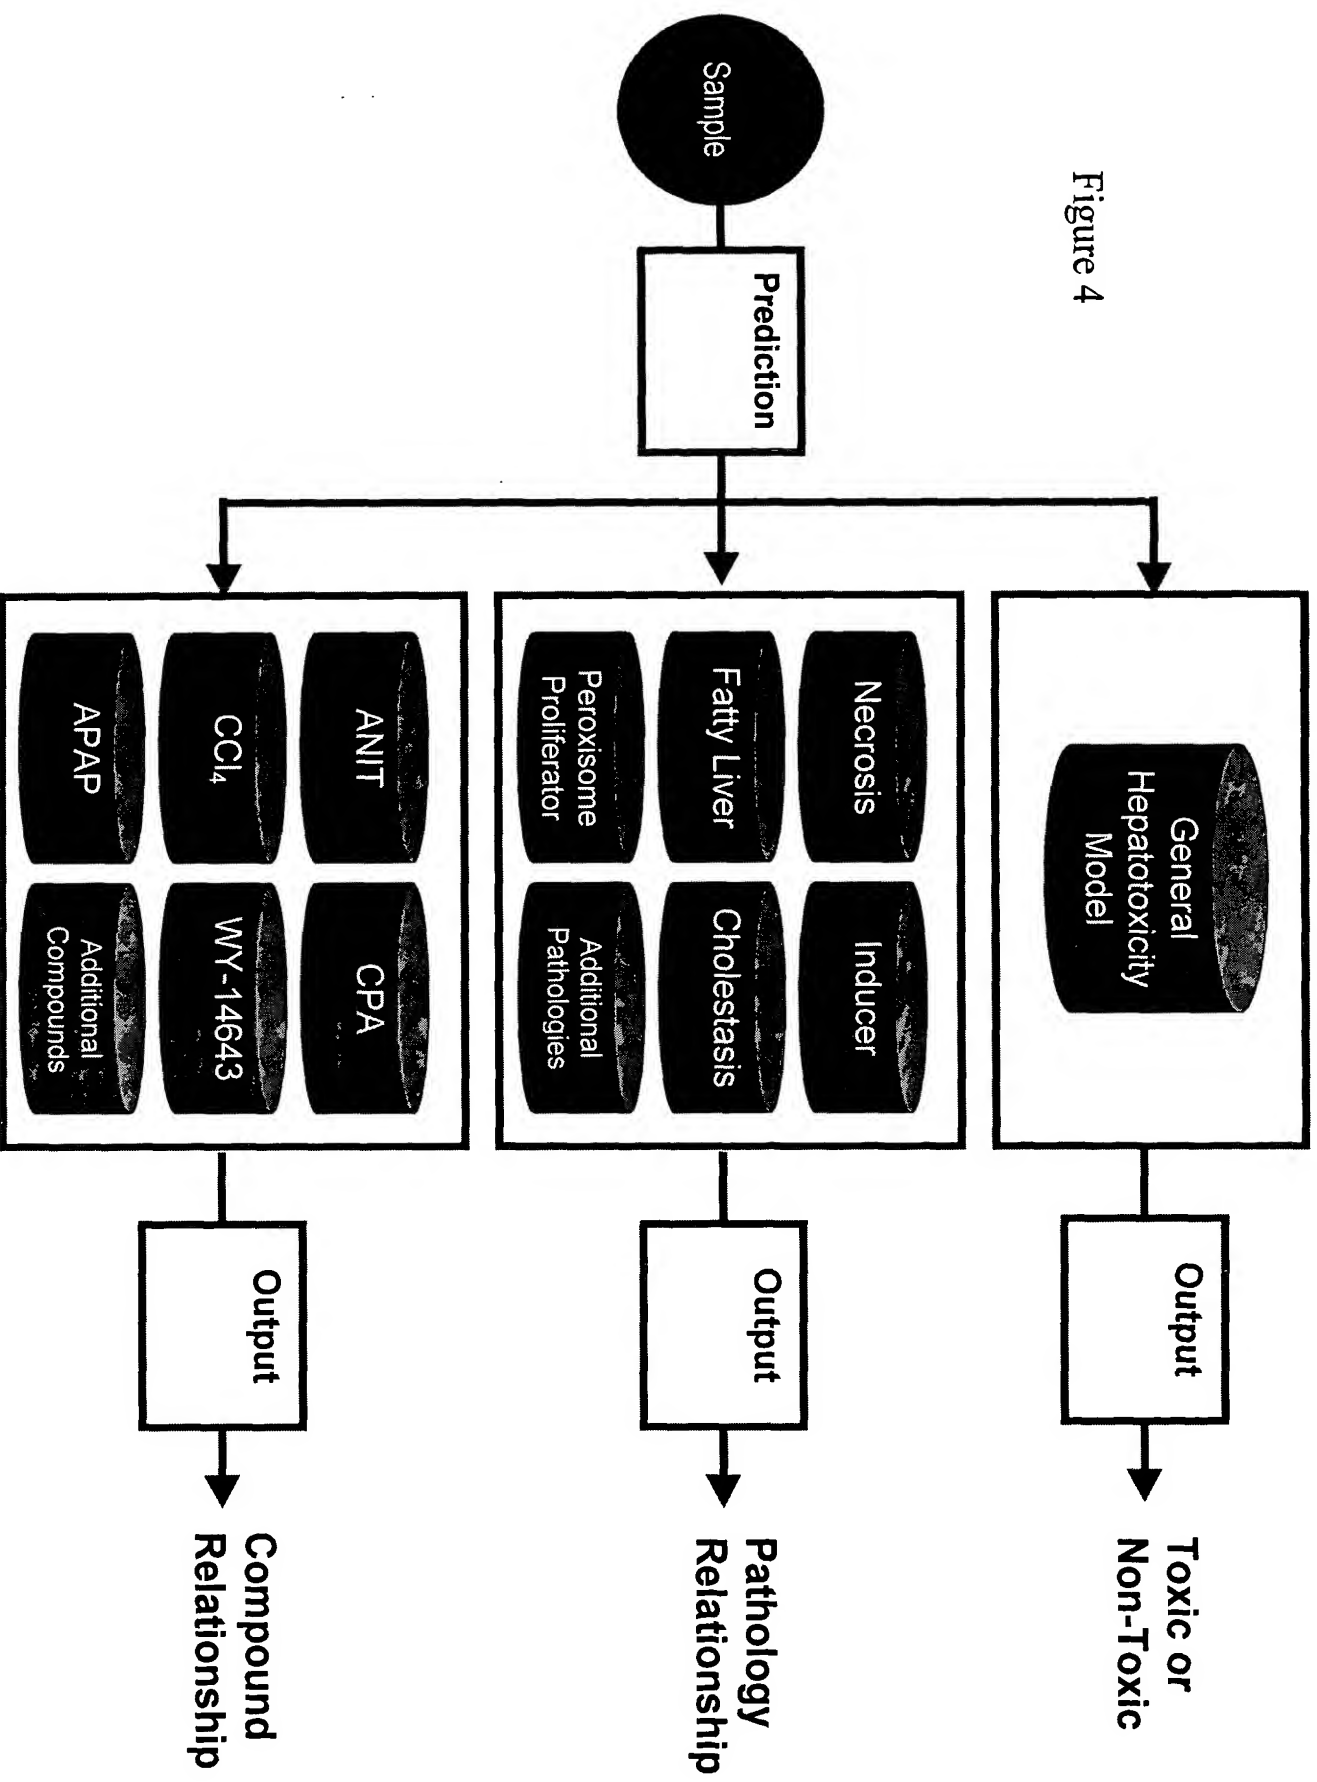 Figure 4
Sample
Prediction
General
Hepatotoxicity
Model
Output
Toxic or
Non-Toxic
Necrosis
Inducer
Fatty Liver
Cholestasis
Peroxisome
Proliferator
Additional
Pathologies
Output
Pathology
Relationship
ANIT
CPA
CCl₄
WY-14643
APAP
Additional
Compounds
Output
Compound
Relationship